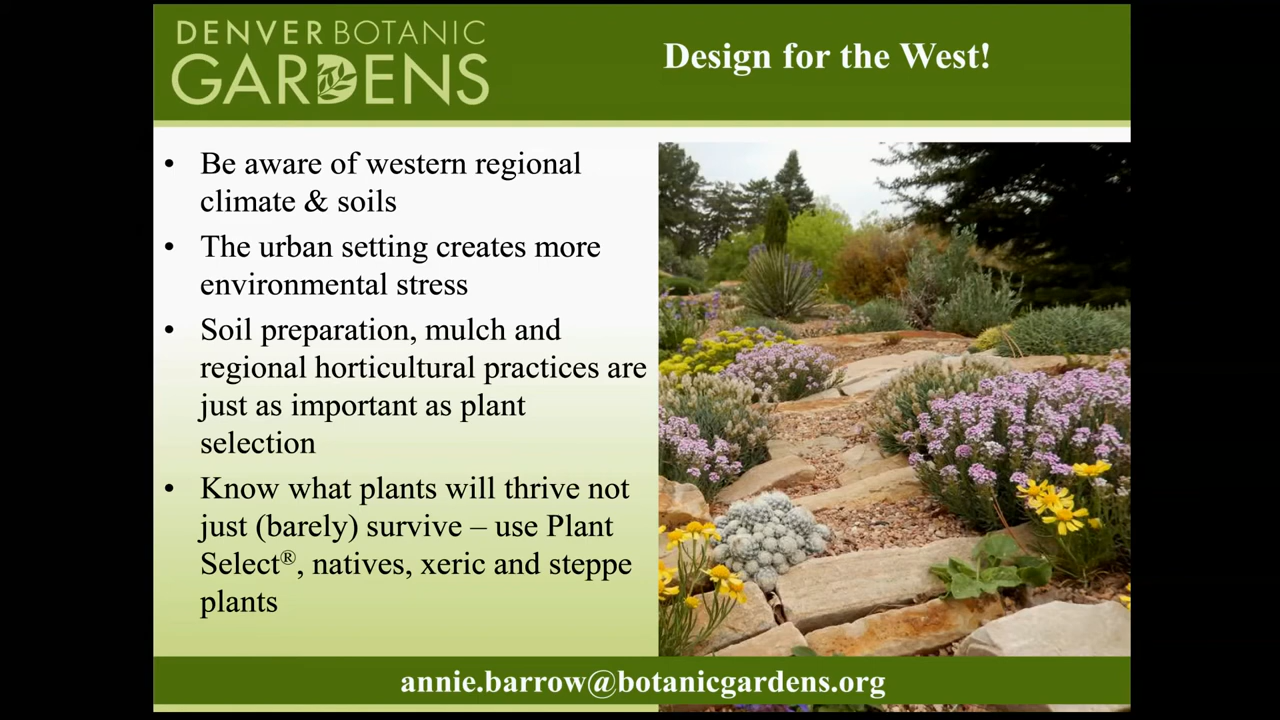 DENVER BOTANIC
GARDENS
Design for the West!
• Be aware of western regional
climate & soils
• The urban setting creates more
environmental stress
• Soil preparation, mulch and
regional horticultural practices are
just as important as plant
selection
• Know what plants will thrive not
just (barely) survive – use Plant
Select®, natives, xeric and steppe
plants
annie.barrow@botanicgardens.org